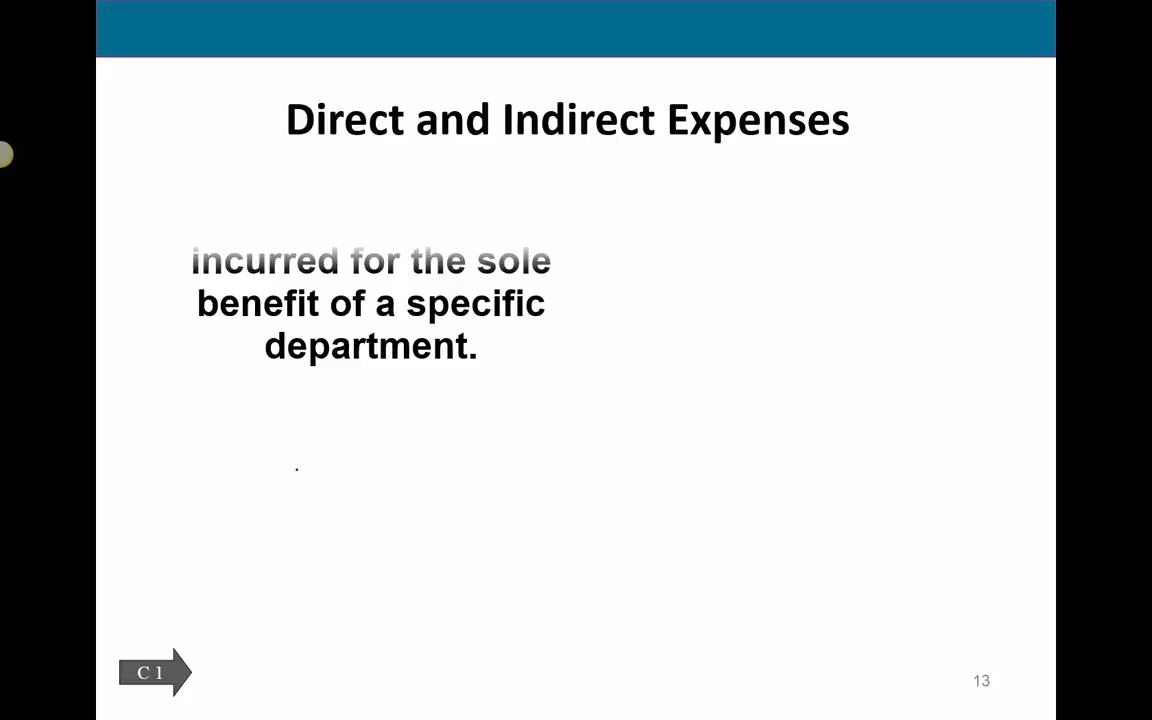 Direct and Indirect Expenses
incurred for the sole
benefit of a specific
department.
C 1
13